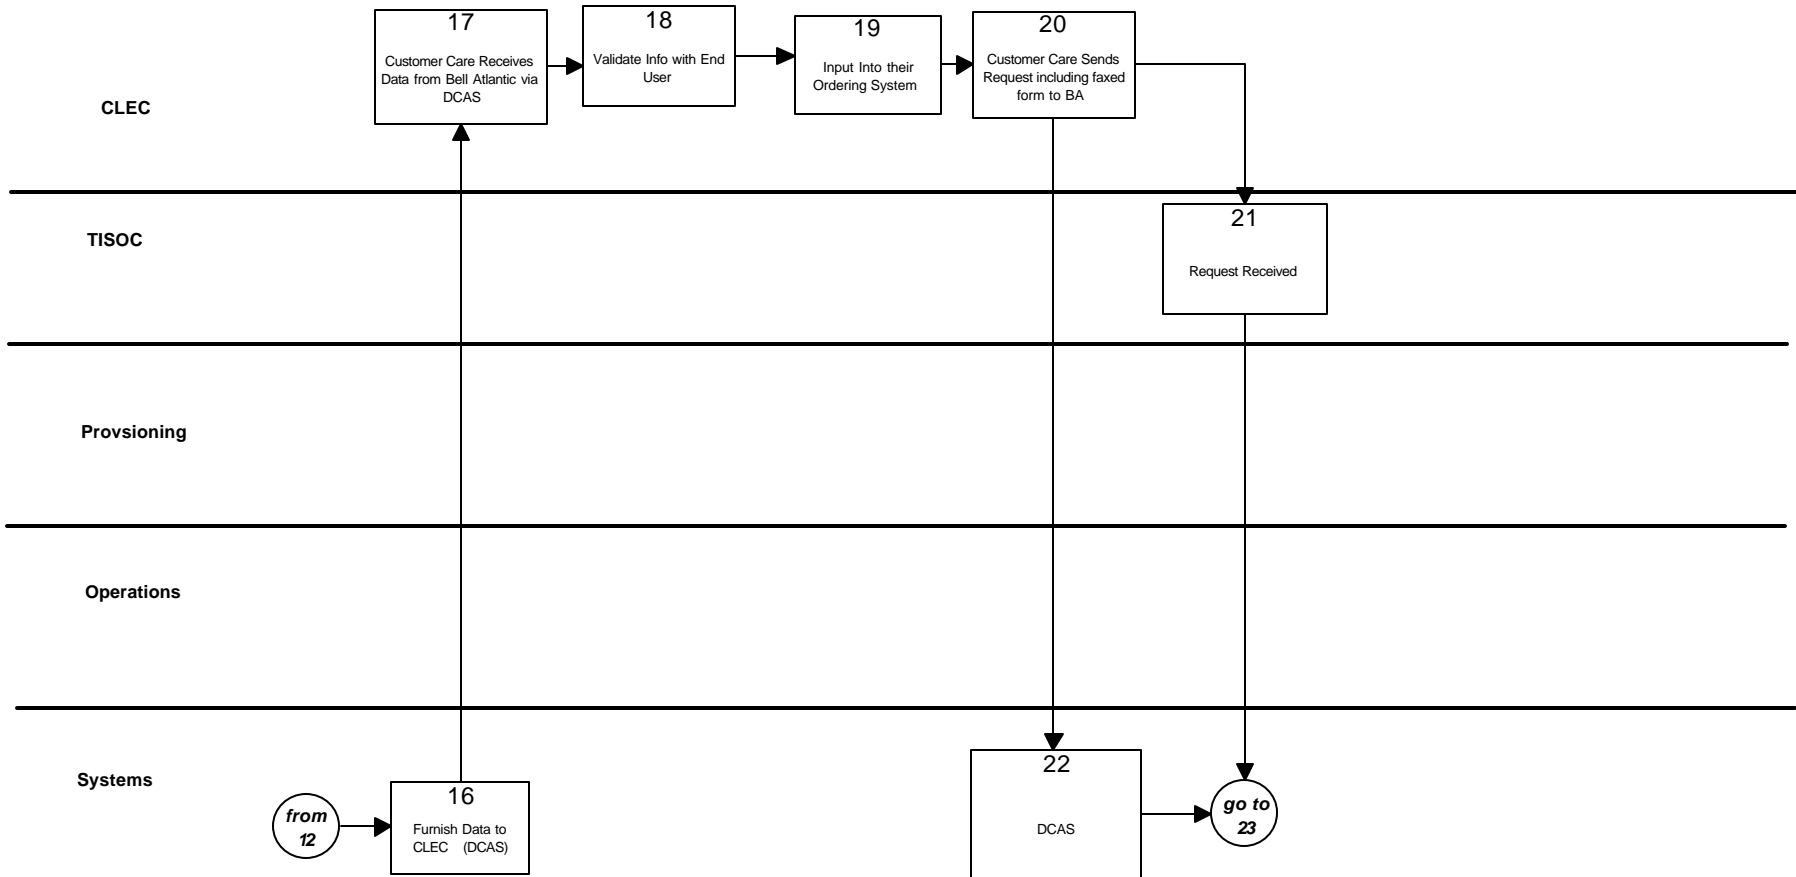 17
Customer Care Receives
Data from Bell Atlantic via
DCAS
18
Validate Info with End
User
19
Input Into their
Ordering System
20
Customer Care Sends
Request including faxed
form to BA
CLEC
TISOC
21
Request Received
Provsioning
Operations
Systems
from
12
16
Furnish Data to
CLEC (DCAS)
22
DCAS
go to
23